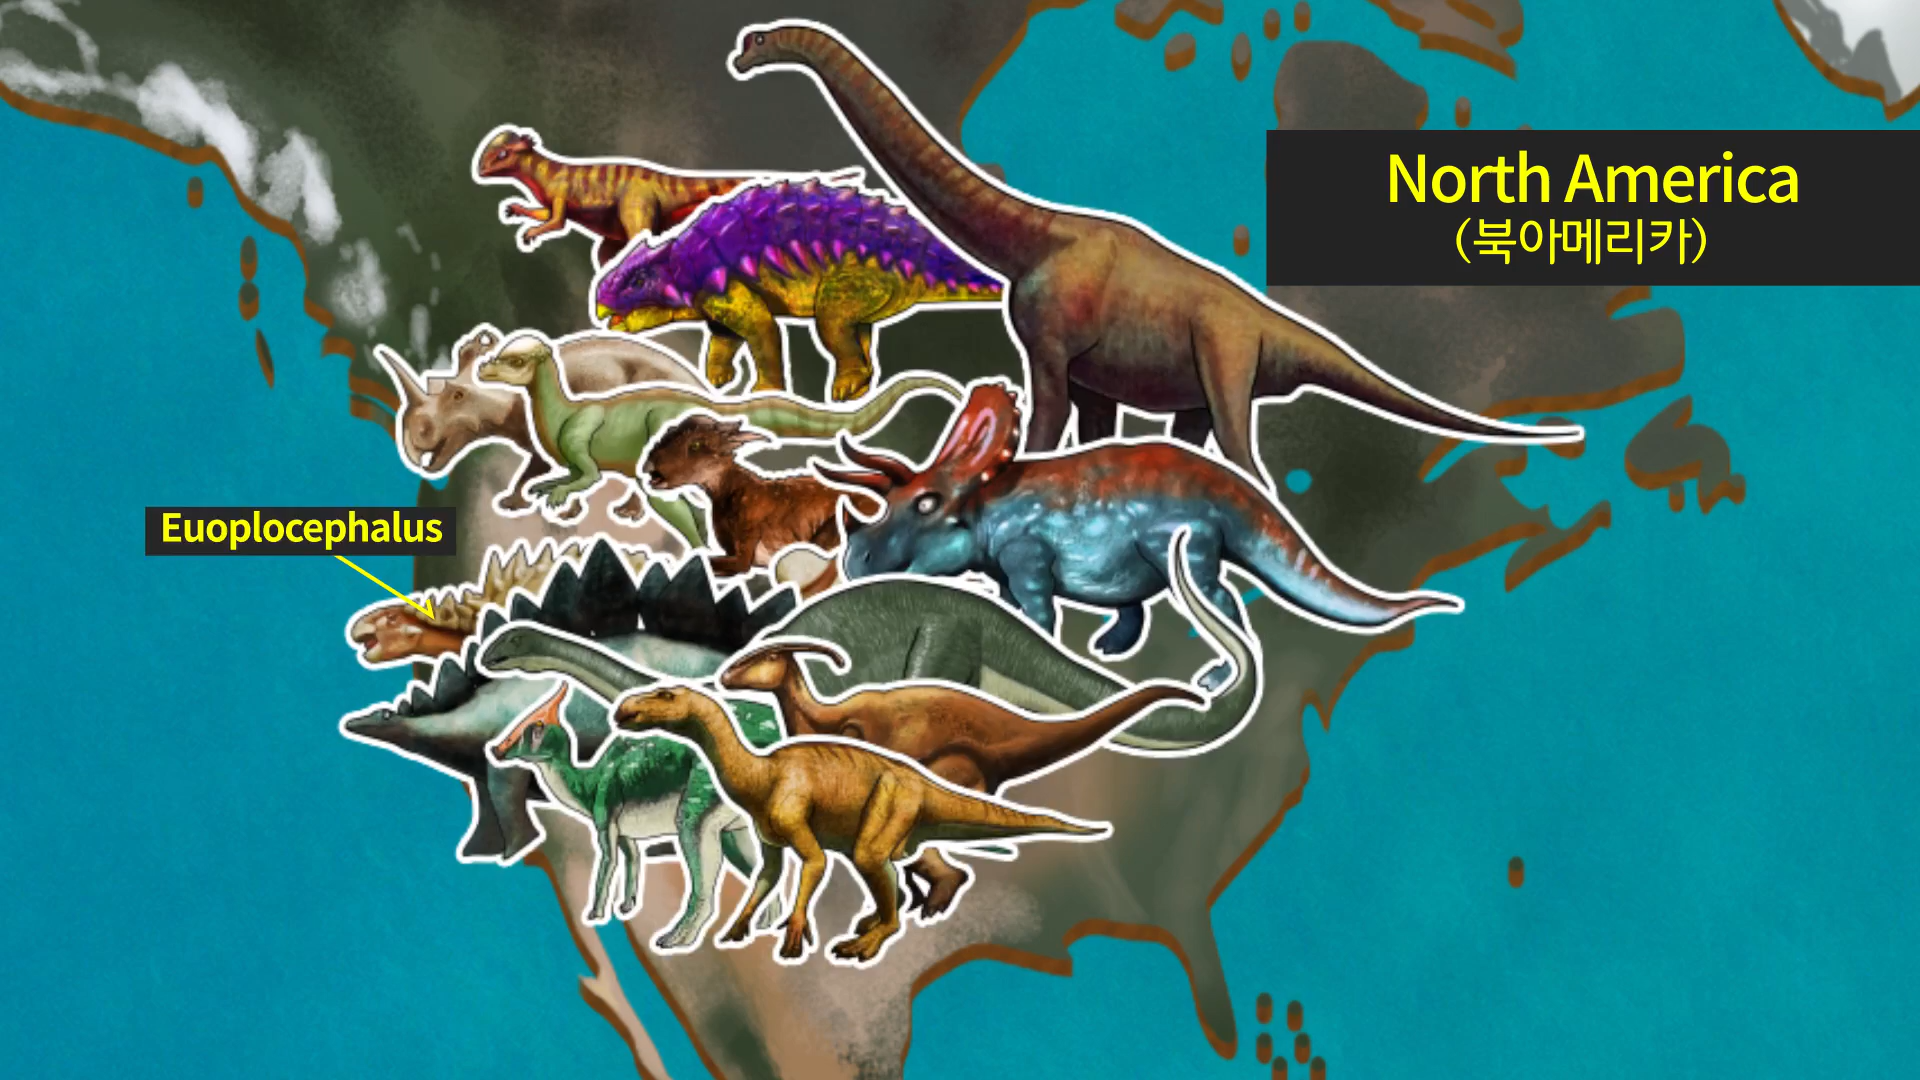 North America
(북아메리카)
Euoplocephalus